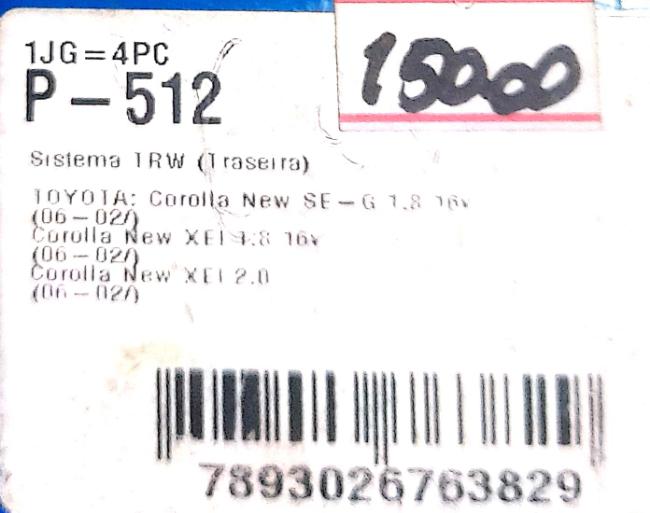 1JG=4PC
P-512
15000
Sistema TRW (Traseira)
TOYOTA: Corolla New SE-G 1.8 16v
(06-02/)
Corolla New XEI 1.8 16v
(06-02/)
Corolla New XEI 2.0
(06-02/)
7893026763829